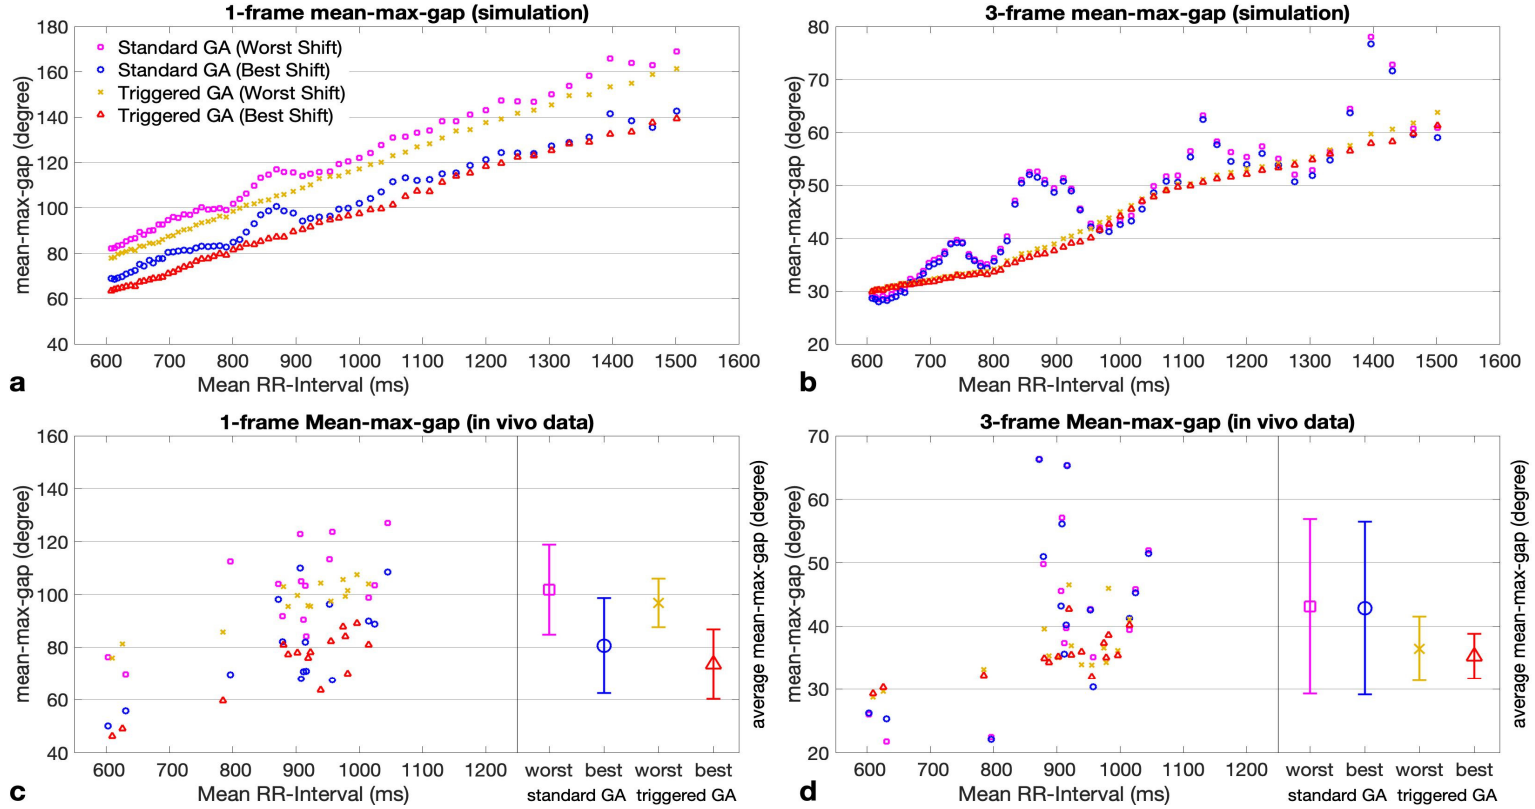 1-frame mean-max-gap (simulation)
180
160
140
120
100
80
60
40
mean-max-gap (degree)
Standard GA (Worst Shift)
Standard GA (Best Shift)
Triggered GA (Worst Shift)
Triggered GA (Best Shift)
600 700 800 900 1000 1100 1200 1300 1400 1500 1600
Mean RR-Interval (ms)
a
3-frame mean-max-gap (simulation)
80
70
60
50
40
30
20
mean-max-gap (degree)
600 700 800 900 1000 1100 1200 1300 1400 1500 1600
Mean RR-Interval (ms)
b
1-frame Mean-max-gap (in vivo data)
160
140
120
100
80
60
40
mean-max-gap (degree)
average mean-max-gap (degree)
600 700 800 900 1000 1100 1200 worst best worst best
Mean RR-Interval (ms) standard GA triggered GA
c
3-frame Mean-max-gap (in vivo data)
70
60
50
40
30
20
mean-max-gap (degree)
average mean-max-gap (degree)
600 700 800 900 1000 1100 1200 worst best worst best
Mean RR-Interval (ms) standard GA triggered GA
d